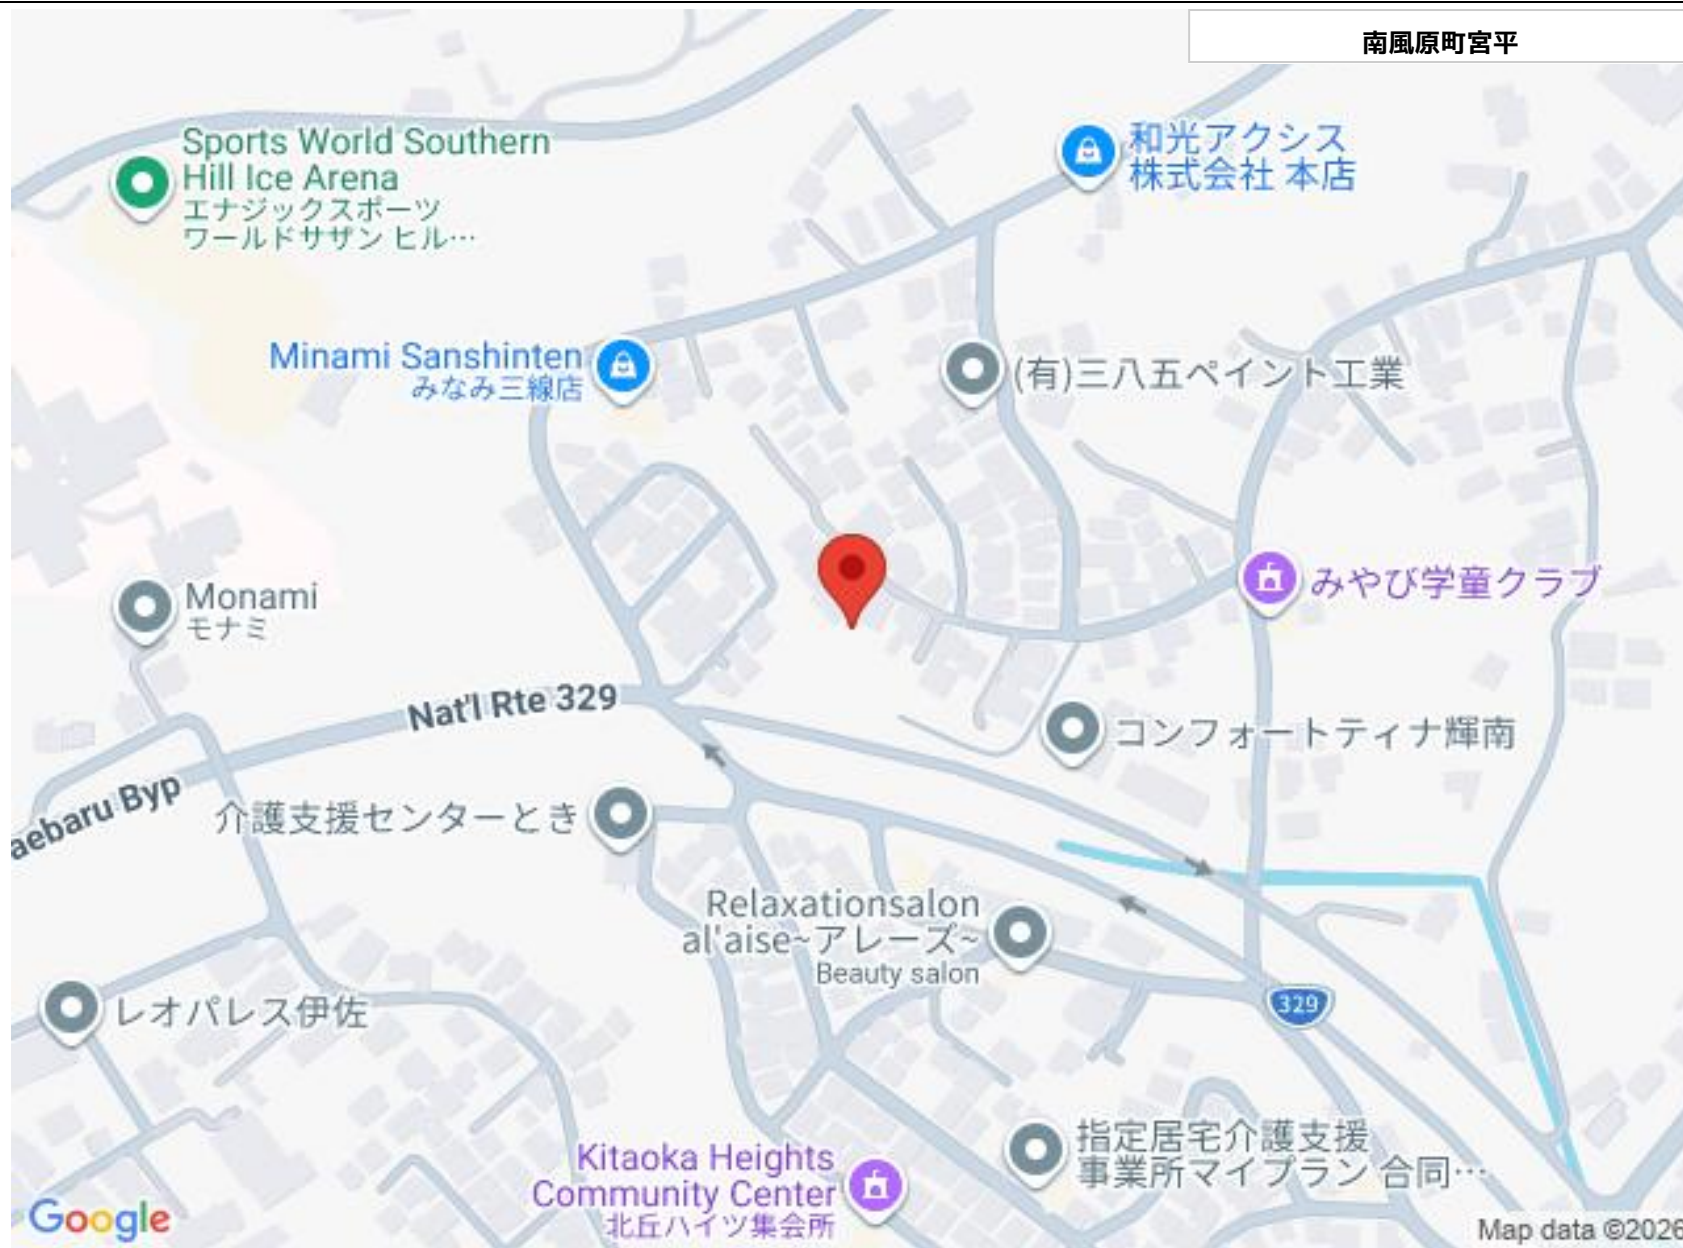 南風原町宮平
Sports World Southern
Hill Ice Arena
エナジックスポーツ
ワールドサザン ヒル…
和光アクシス
株式会社 本店
Minami Sanshinten
みなみ三線店
(有)三八五ペイント工業
Monami
モナミ
みやび学童クラブ
Nat'l Rte 329
コンフォートティナ輝南
aebaru Byp
介護支援センターとき
Relaxationsalon
al'aise~アレーズ~
Beauty salon
レオパレス伊佐
329
指定居宅介護支援
事業所マイプラン 合同…
Kitaoka Heights
Community Center
北丘ハイツ集会所
Google
Map data ©2026